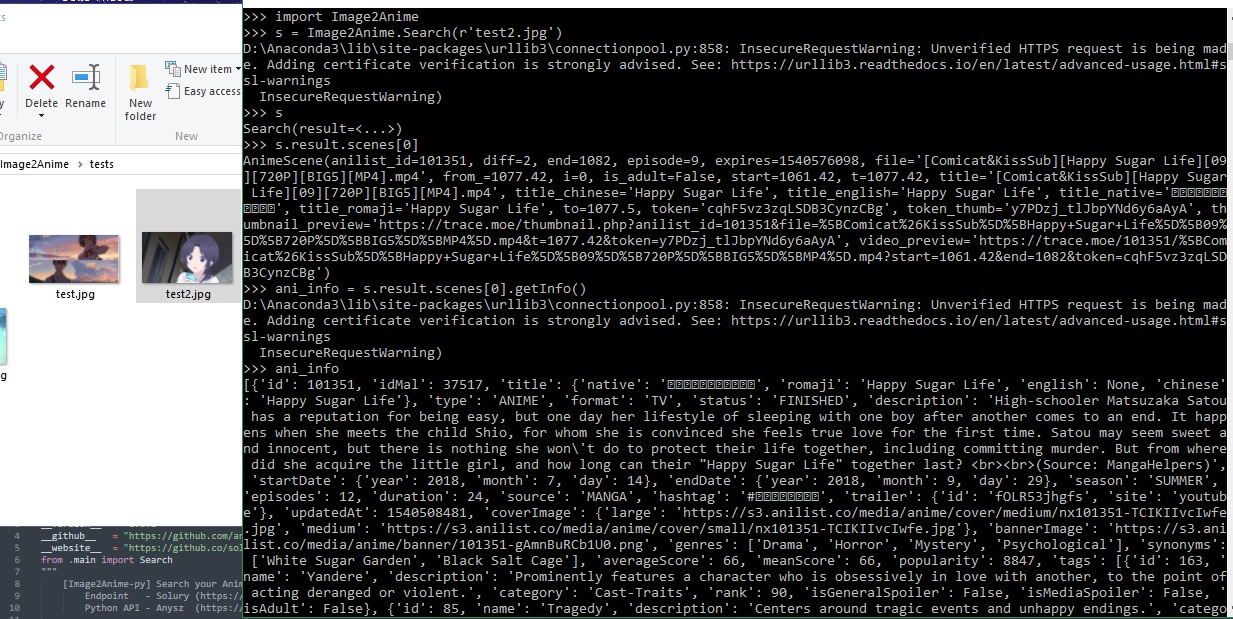 ts
New item
y
Delete
Rename
New folder
Easy access
Organize
New
Image2Anime > tests
test.jpg
test2.jpg
g
>>> import Image2Anime
>>> s = Image2Anime.Search(r'test2.jpg')
D:\Anaconda3\lib\site-packages\urllib3\connectionpool.py:858: InsecureRequestWarning: Unverified HTTPS request is being mad
e. Adding certificate verification is strongly advised. See: https://urllib3.readthedocs.io/en/latest/advanced-usage.html#s
sl-warnings
  InsecureRequestWarning)
>>> s
Search(result=<...>)
>>> s.result.scenes[0]
AnimeScene(anilist_id=101351, diff=2, end=1082, episode=9, expires=1540576098, file='[Comicat&KissSub][Happy Sugar Life][09
][720P][BIG5][MP4].mp4', from_=1077.42, i=0, is_adult=False, start=1061.42, t=1077.42, title='[Comicat&KissSub][Happy Sugar
 Life][09][720P][BIG5][MP4].mp4', title_chinese='Happy Sugar Life', title_english='Happy Sugar Life', title_native='
', title_romaji='Happy Sugar Life', to=1077.5, token='cqhF5vz3zqLSDB3CynzCBg', token_thumb='y7PDzj_tlJbpYNd6y6aAyA', th
umbnail_preview='https://trace.moe/thumbnail.php?anilist_id=101351&file=%5BComicat%26KissSub%5D%5BHappy+Sugar+Life%5D%5B09%
5D%5B720P%5D%5BBIG5%5D%5BMP4%5D.mp4&t=1077.42&token=y7PDzj_tlJbpYNd6y6aAyA', video_preview='https://trace.moe/101351/%5BCom
icat%26KissSub%5D%5BHappy+Sugar+Life%5D%5B09%5D%5B720P%5D%5BBIG5%5D%5BMP4%5D.mp4?start=1061.42&end=1082&token=cqhF5vz3zqLSD
B3CynzCBg')
>>> ani_info = s.result.scenes[0].getInfo()
D:\Anaconda3\lib\site-packages\urllib3\connectionpool.py:858: InsecureRequestWarning: Unverified HTTPS request is being mad
e. Adding certificate verification is strongly advised. See: https://urllib3.readthedocs.io/en/latest/advanced-usage.html#s
sl-warnings
  InsecureRequestWarning)
>>> ani_info
[{'id': 101351, 'idMal': 37517, 'title': {'native': '', 'romaji': 'Happy Sugar Life', 'english': None, 'chinese'
: 'Happy Sugar Life'}, 'type': 'ANIME', 'format': 'TV', 'status': 'FINISHED', 'description': 'High-schooler Matsuzaka Satou
 has a reputation for being easy, but one day her lifestyle of sleeping with one boy after another comes to an end. It happ
ens when she meets the child Shio, for whom she is convinced she feels true love for the first time. Satou may seem sweet a
nd innocent, but there is nothing she won\'t do to protect their life together, including committing murder. But from where
 did she acquire the little girl, and how long can their "Happy Sugar Life" together last? <br><br>(Source: MangaHelpers)',
 'startDate': {'year': 2018, 'month': 7, 'day': 14}, 'endDate': {'year': 2018, 'month': 9, 'day': 29}, 'season': 'SUMMER',
'episodes': 12, 'duration': 24, 'source': 'MANGA', 'hashtag': '#', 'trailer': {'id': 'fOLR53jhgfs', 'site': 'youtub
e'}, 'updatedAt': 1540508481, 'coverImage': {'large': 'https://s3.anilist.co/media/anime/cover/medium/nx101351-TCIKIIvcIwfe
.jpg', 'medium': 'https://s3.anilist.co/media/anime/cover/small/nx101351-TCIKIIvcIwfe.jpg'}, 'bannerImage': 'https://s3.ani
list.co/media/anime/banner/101351-gAmnBuRCb1U0.png', 'genres': ['Drama', 'Horror', 'Mystery', 'Psychological'], 'synonyms':
 ['White Sugar Garden', 'Black Salt Cage'], 'averageScore': 66, 'meanScore': 66, 'popularity': 8847, 'tags': [{'id': 163, '
name': 'Yandere', 'description': 'Prominently features a character who is obsessively in love with another, to the point of
 acting deranged or violent.', 'category': 'Cast-Traits', 'rank': 90, 'isGeneralSpoiler': False, 'isMediaSpoiler': False, '
isAdult': False}, {'id': 85, 'name': 'Tragedy', 'description': 'Centers around tragic events and unhappy endings.', 'catego
4 __github__ = "https://github.com/an
5 __website__ = "https://github.co/sol
6 from .main import Search
7 """
8 [Image2Anime-py] Search your Anim
9 Endpoint - Solury (https://
10 Python API - Anysz (https://
11